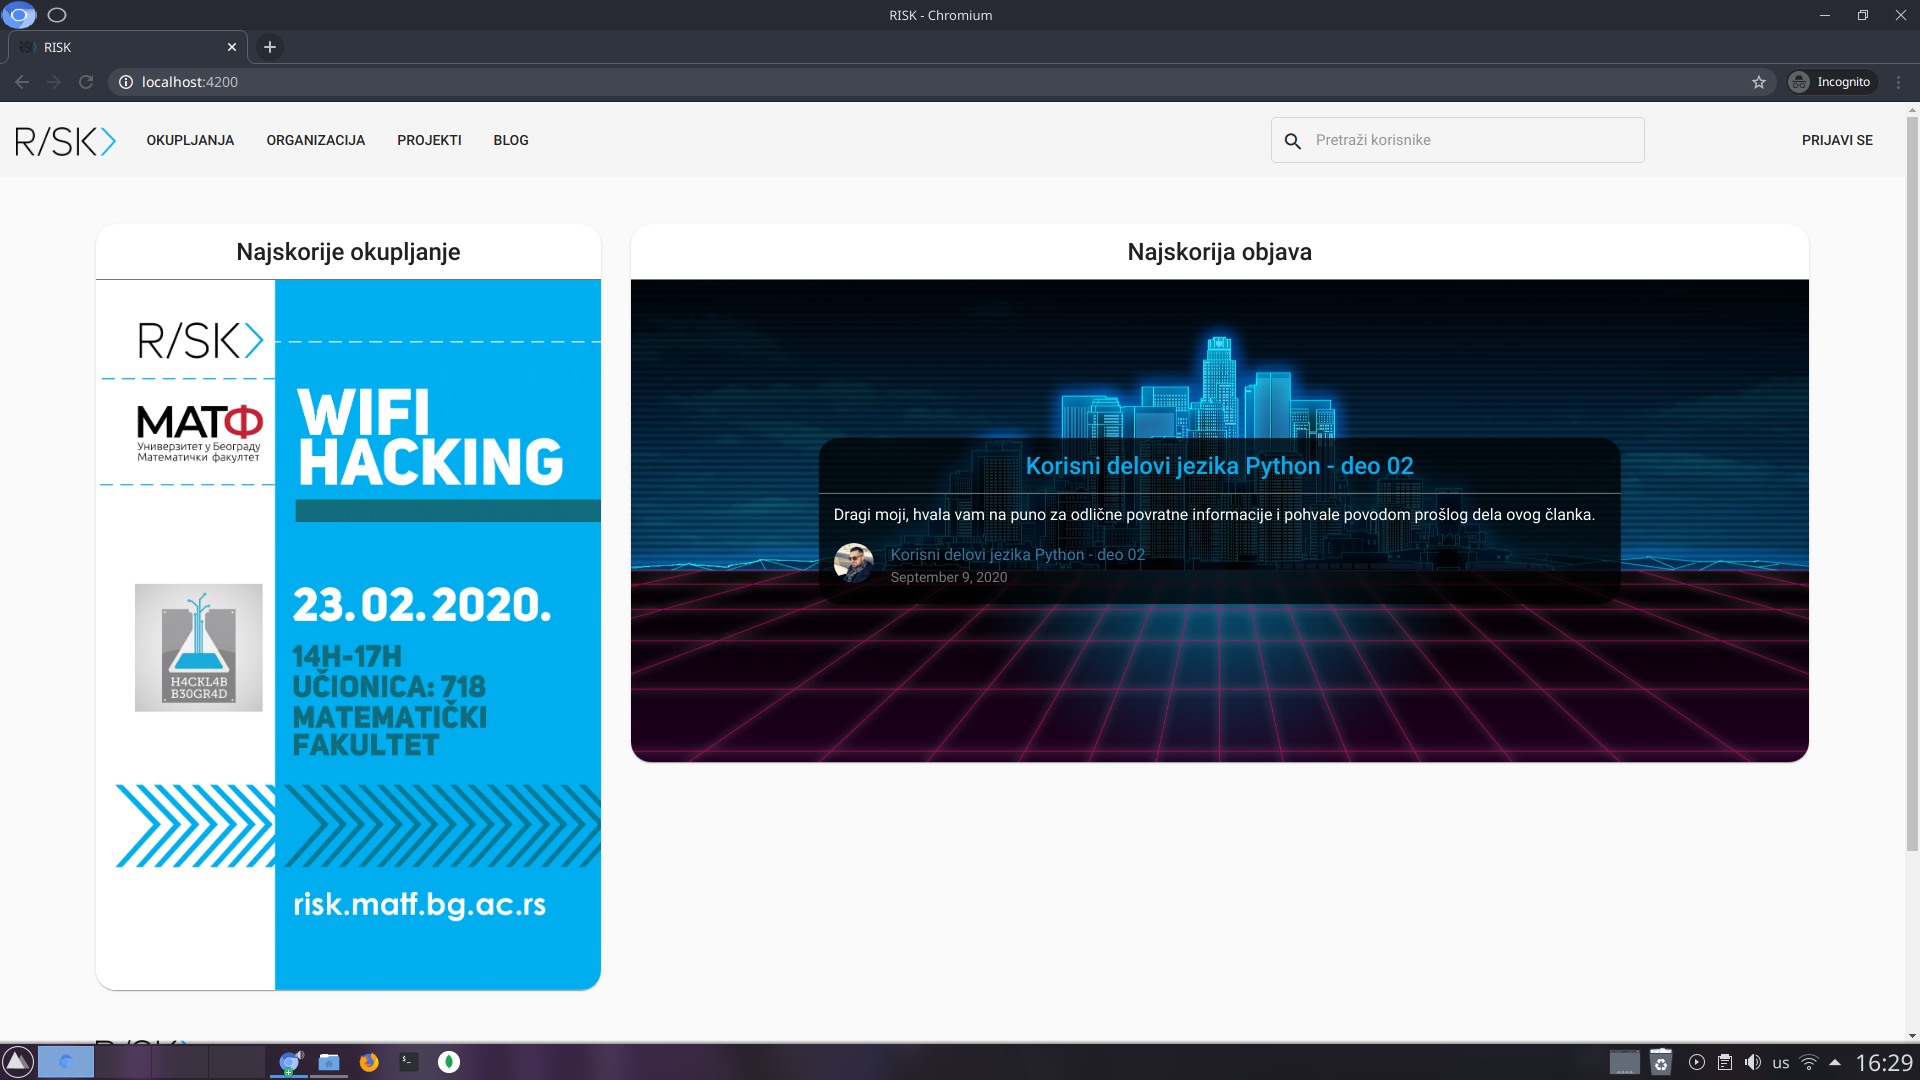 RISK - Chromium
RISK
localhost:4200
Incognito
R/SK>
OKUPLJANJA
ORGANIZACIJA
PROJEKTI
BLOG
Pretraži korisnike
PRIJAVI SE
Najskorije okupljanje
R/SK>
МАТФ
Универзитет у Београду
Математички факултет
H4CKL4B
B30GR4D
WIFI
HACKING
23.02.2020.
14H-17H
UČIONICA: 718
MATEMATIČKI
FAKULTET
risk.matf.bg.ac.rs
Najskorija objava
Korisni delovi jezika Python - deo 02
Dragi moji, hvala vam na puno za odlične povratne informacije i pohvale povodom prošlog dela ovog članka.
Korisni delovi jezika Python - deo 02
September 9, 2020
us
16:29